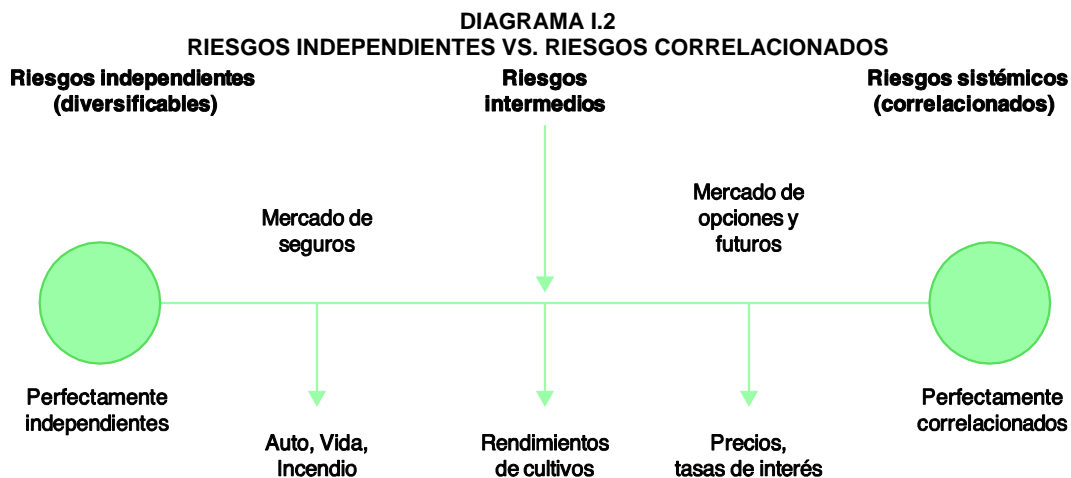 DIAGRAMA I.2
RIESGOS INDEPENDIENTES VS. RIESGOS CORRELACIONADOS
Riesgos independientes
(diversificables)
Riesgos
intermedios
Riesgos sistémicos
(correlacionados)
Mercado de
seguros
Mercado de
opciones y
futuros
Perfectamente
independientes
Perfectamente
correlacionados
Auto, Vida,
Incendio
Rendimientos
de cultivos
Precios,
tasas de interés